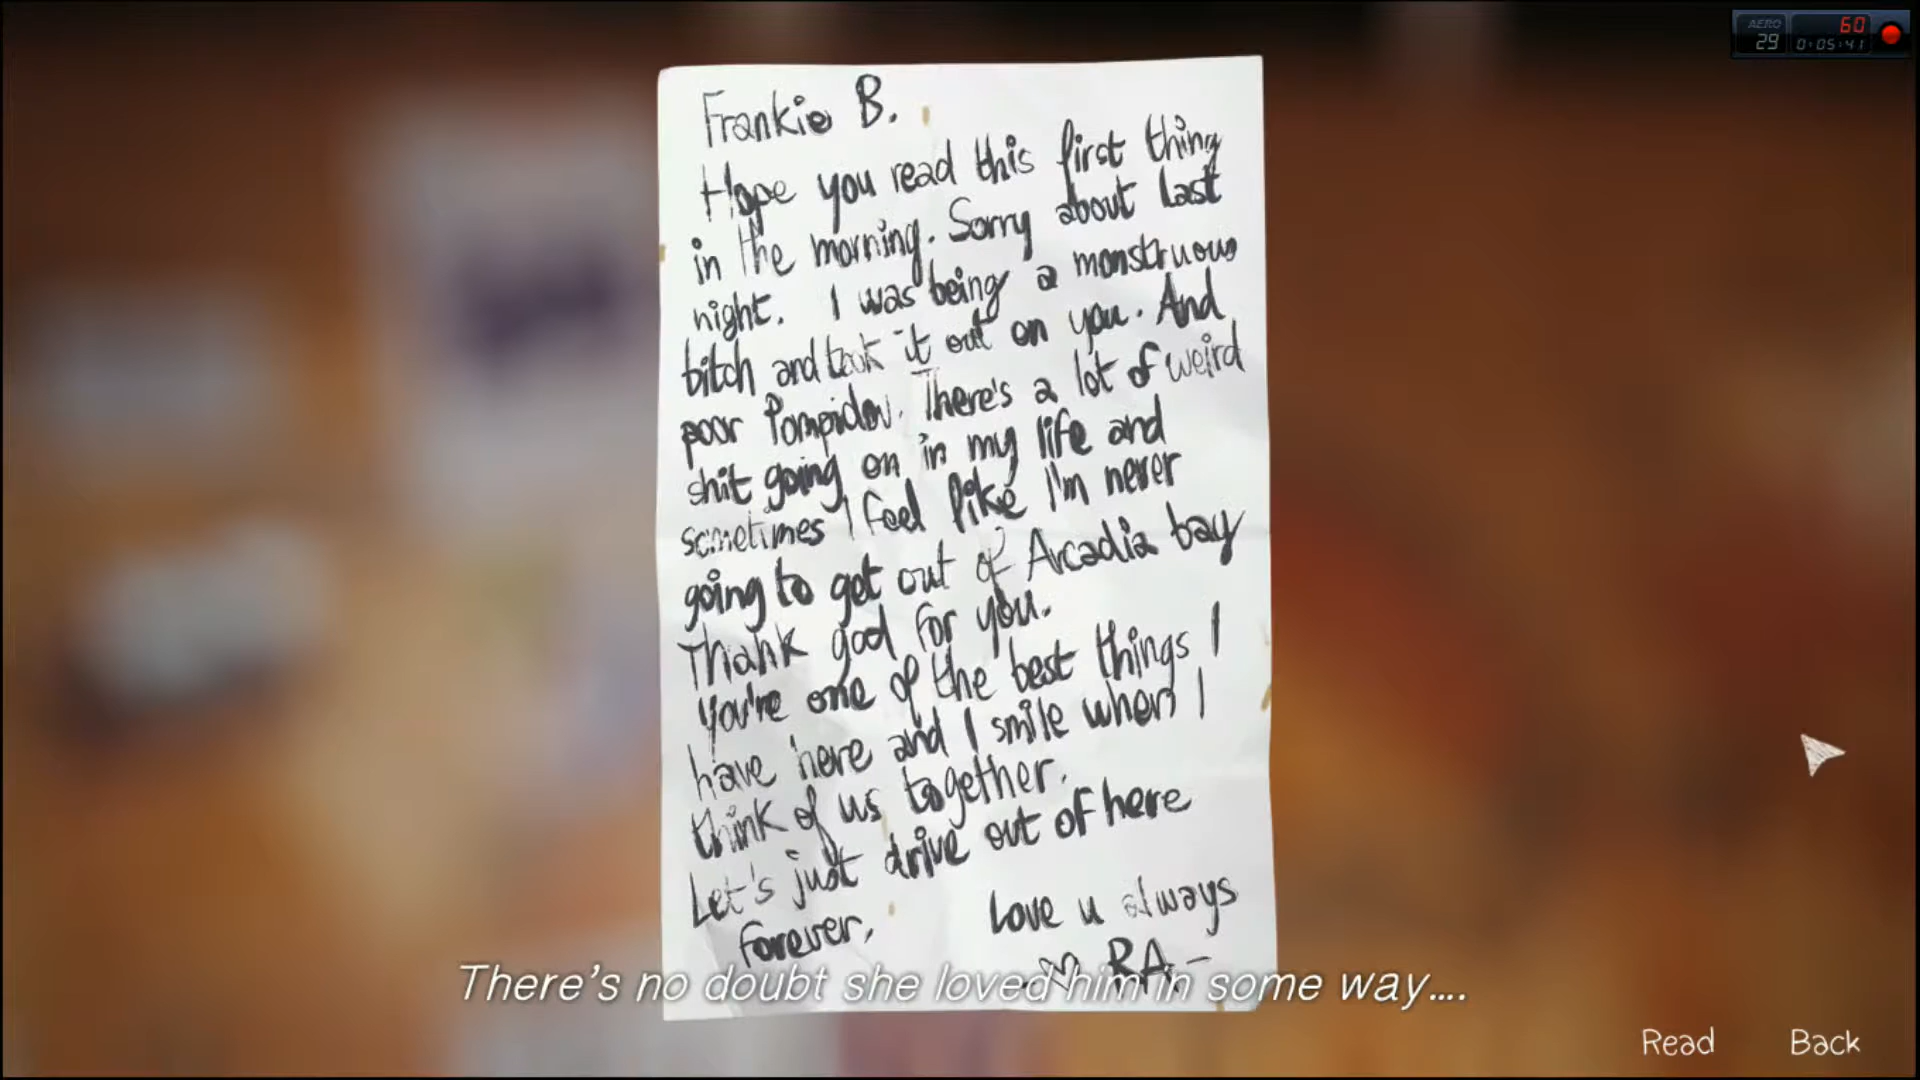 AERO
29
60
0:05:41
Frankie B.
Hope you read this first thing
in the morning. Sorry about last
night. I was being a monstruous
bitch and took it out on you. And
poor Pompidou. There's a lot of weird
shit going on in my life and
sometimes I feel like I'm never
going to get out of Arcadia bay
Thank god for you.
You're one of the best things I
have here and I smile when I
think of us together.
Let's just drive out of here
forever.
Love u always
RA -
There's no doubt she loved him in some way....
Read
Back